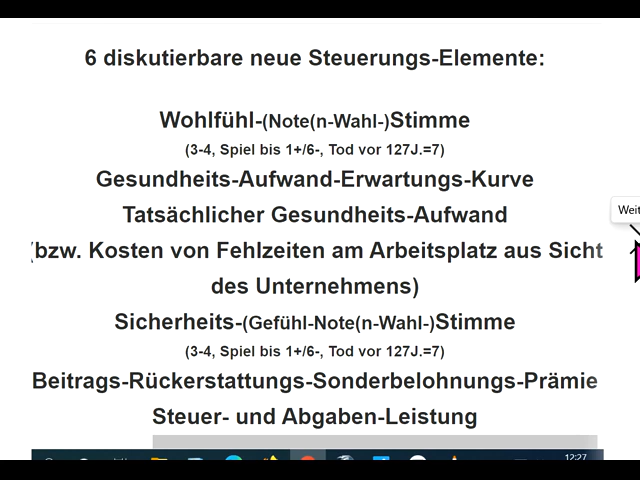 6 diskutierbare neue Steuerungs-Elemente:
Wohlfühl-(Note(n-Wahl-)Stimme
(3-4, Spiel bis 1+/6-, Tod vor 127J.=7)
Gesundheits-Aufwand-Erwartungs-Kurve
Tatsächlicher Gesundheits-Aufwand
Weit
(bzw. Kosten von Fehlzeiten am Arbeitsplatz aus Sicht
des Unternehmens)
Sicherheits-(Gefühl-Note(n-Wahl-)Stimme
(3-4, Spiel bis 1+/6-, Tod vor 127J.=7)
Beitrags-Rückerstattungs-Sonderbelohnungs-Prämie
Steuer- und Abgaben-Leistung
12:27